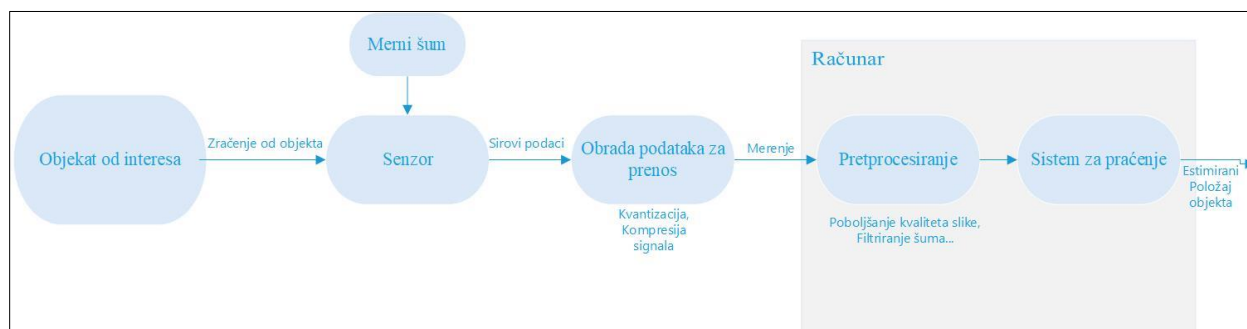 Merni šum
Računar
Objekat od interesa
Zračenje od objekta
Senzor
Sirovi podaci
Obrada podataka za
prenos
Merenje
Pretprocesiranje
Sistem za praćenje
Estimirani
Položaj
objekta
Kvantizacija,
Kompresija
signala
Poboljšanje kvaliteta slike,
Filtriranje šuma...